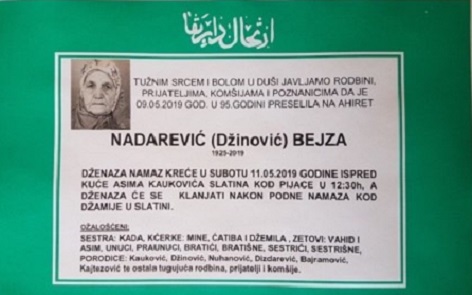 TUŽNIM SRCEM I BOLOM U DUŠI JAVLJAMO RODBINI,
PRIJATELJIMA, KOMŠIJAMA I POZNANICIMA DA JE
09.05.2019 GOD. U 95.GODINI PRESELILA NA AHIRET
NADAREVIĆ (Džinović) BEJZA
-2019
DŽENAZA NAMAZ KREĆE U SUBOTU 11.05.2019 GODINE ISPRED
KUĆE ASIMA KAUKOVIĆA SLATINA KOD PIJACE U 12:30h, A
DŽENAZA ĆE SE KLANJATI NAKON PODNE NAMAZA KOD
DŽAMIJE U SLATINI.
OŽALOŠĆENI:
SESTRA: KADA, KĆERKE: MINE, ĆATIBA I DŽEMILA, ZETOVI: VAHID I
ASIM, UNUCI, PRAUNUCI, BRATIĆI, BRATIŠNE, SESTRIĆI, SESTRIŠNE,
PORODICE: Kauković, Džinović, Nuhanović, Dizdarević, Bajramović,
Kajtezović te ostala tugujuća rodbina, prijatelji i komšije.